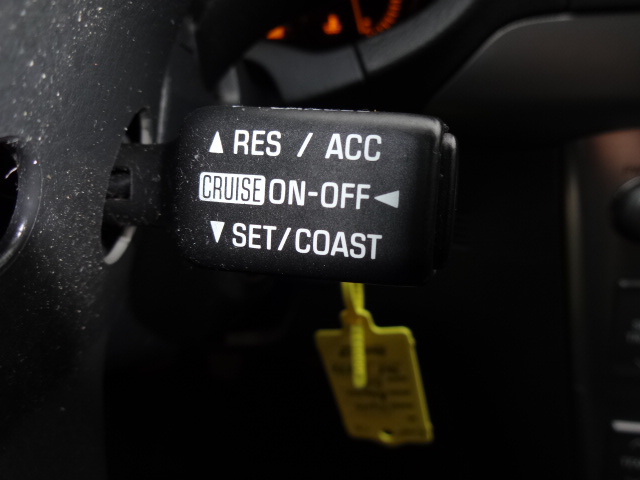 ▲ RES / ACC
CRUISE ON-OFF ◄
▼ SET/COAST